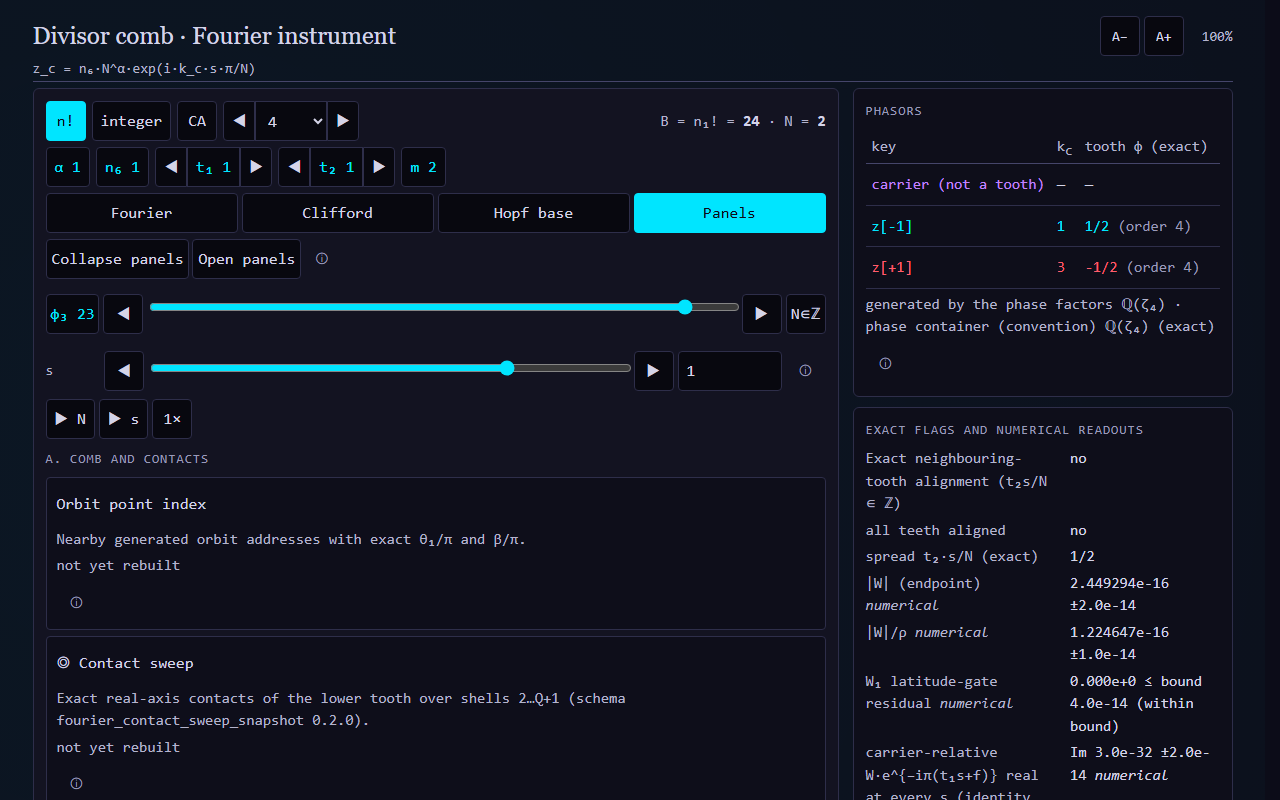 Divisor comb · Fourier instrument
A− A+ 100%
z_c = n₆·N^α·exp(i·k_c·s·π/N)
n! integer CA ◀ 4 ▶ B = n₁! = 24 · N = 2
α 1 n₆ 1 ◀ t₁ 1 ▶ ◀ t₂ 1 ▶ m 2
Fourier Clifford Hopf base Panels
Collapse panels Open panels ⓘ
ϕ₃ 23 ◀ ▶ N∈ℤ
s ◀ ▶ 1 ⓘ
▶ N ▶ s 1×
A. COMB AND CONTACTS
Orbit point index
Nearby generated orbit addresses with exact θ₁/π and β/π.
not yet rebuilt
ⓘ
◎ Contact sweep
Exact real-axis contacts of the lower tooth over shells 2…Q+1 (schema
fourier_contact_sweep_snapshot 0.2.0).
not yet rebuilt
ⓘ
PHASORS
key k_C tooth ϕ (exact)
carrier (not a tooth) — —
z[-1] 1 1/2 (order 4)
z[+1] 3 -1/2 (order 4)
generated by the phase factors ℚ(ζ₄) ·
phase container (convention) ℚ(ζ₄) (exact)
ⓘ
EXACT FLAGS AND NUMERICAL READOUTS
Exact neighbouring- no
tooth alignment (t₂s/N
∈ ℤ)
all teeth aligned no
spread t₂·s/N (exact) 1/2
|W| (endpoint) 2.449294e-16
numerical ±2.0e-14
|W|/ρ numerical 1.224647e-16
±1.0e-14
W₁ latitude-gate 0.000e+0 ≤ bound
residual numerical 4.0e-14 (within
bound)
carrier-relative Im 3.0e-32 ±2.0e-
W·e^{−iπ(t₁s+f)} real 14 numerical
at every s (identity